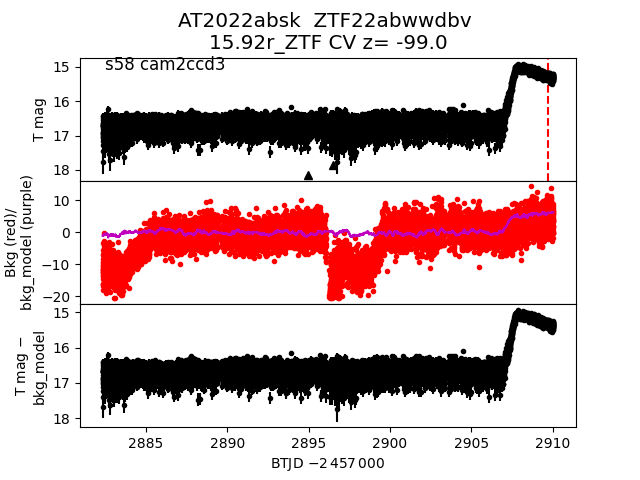 AT2022absk  ZTF22abwwdbv
15.92r_ZTF CV z= -99.0
s58 cam2ccd3
T mag
15
16
17
18
Bkg (red)/
bkg_model (purple)
10
0
−10
−20
T mag −
bkg_model
15
16
17
18
2885 2890 2895 2900 2905 2910
BTJD −2 457 000